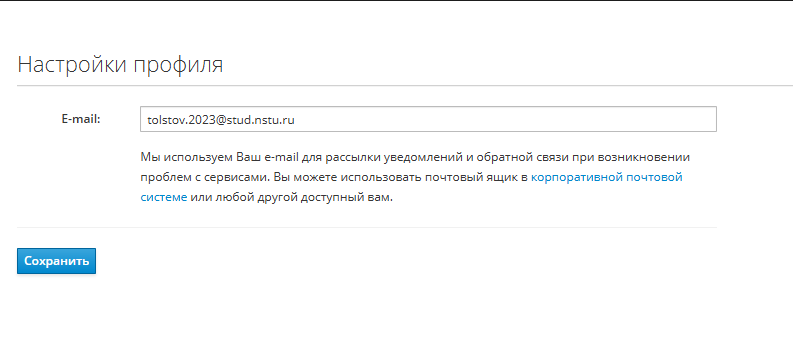 Настройки профиля
E-mail: tolstov.2023@stud.nstu.ru
Мы используем Ваш e-mail для рассылки уведомлений и обратной связи при возникновении
проблем с сервисами. Вы можете использовать почтовый ящик в корпоративной почтовой
системе или любой другой доступный вам.
Сохранить